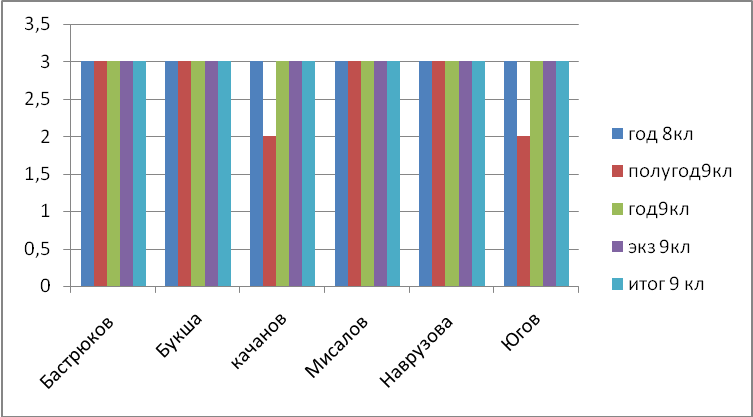 3,5
3
2,5
2
1,5
1
0,5
0
Бастрюков
Букша
качанов
Мисалов
Наврузова
Югов
год 8кл
полугод9кл
год9кл
экз 9кл
итог 9 кл